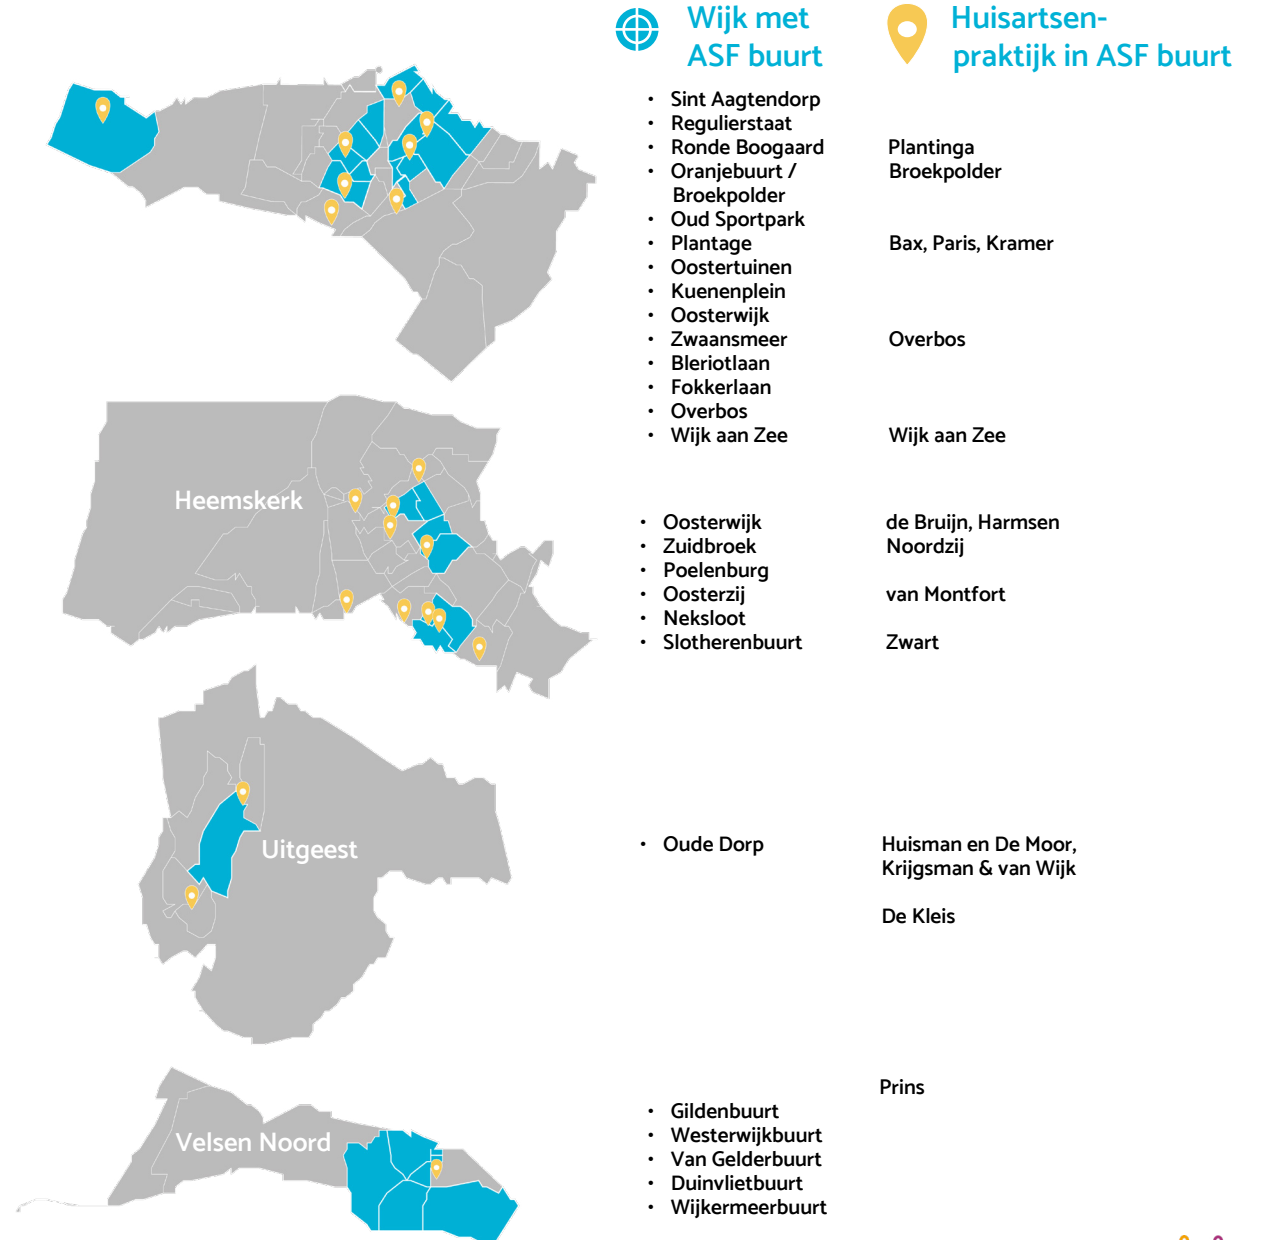 Wijk met
ASF buurt
Huisartsen-
praktijk in ASF buurt
• Sint Aagtendorp
• Regulierstaat
• Ronde Boogaard Plantinga
• Oranjebuurt / Broekpolder
Broekpolder
• Oud Sportpark
• Plantage Bax, Paris, Kramer
• Oostertuinen
• Kuenenplein
• Oosterwijk
• Zwaansmeer Overbos
• Bleriotlaan
• Fokkerlaan
• Overbos
• Wijk aan Zee Wijk aan Zee
Heemskerk
• Oosterwijk de Bruijn, Harmsen
• Zuidbroek Noordzij
• Poelenburg
• Oosterzij van Montfort
• Neksloot
• Slotherenbuurt Zwart
Uitgeest
• Oude Dorp Huisman en De Moor,
Krijgsman & van Wijk
De Kleis
Velsen Noord
Prins
• Gildenbuurt
• Westerwijkbuurt
• Van Gelderbuurt
• Duinvlietbuurt
• Wijkermeerbuurt